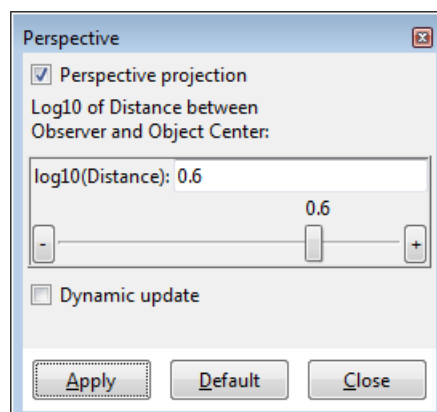 Perspective
Perspective projection
Log10 of Distance between
Observer and Object Center:
log10(Distance): 0.6
0.6
- +
Dynamic update
Apply Default Close